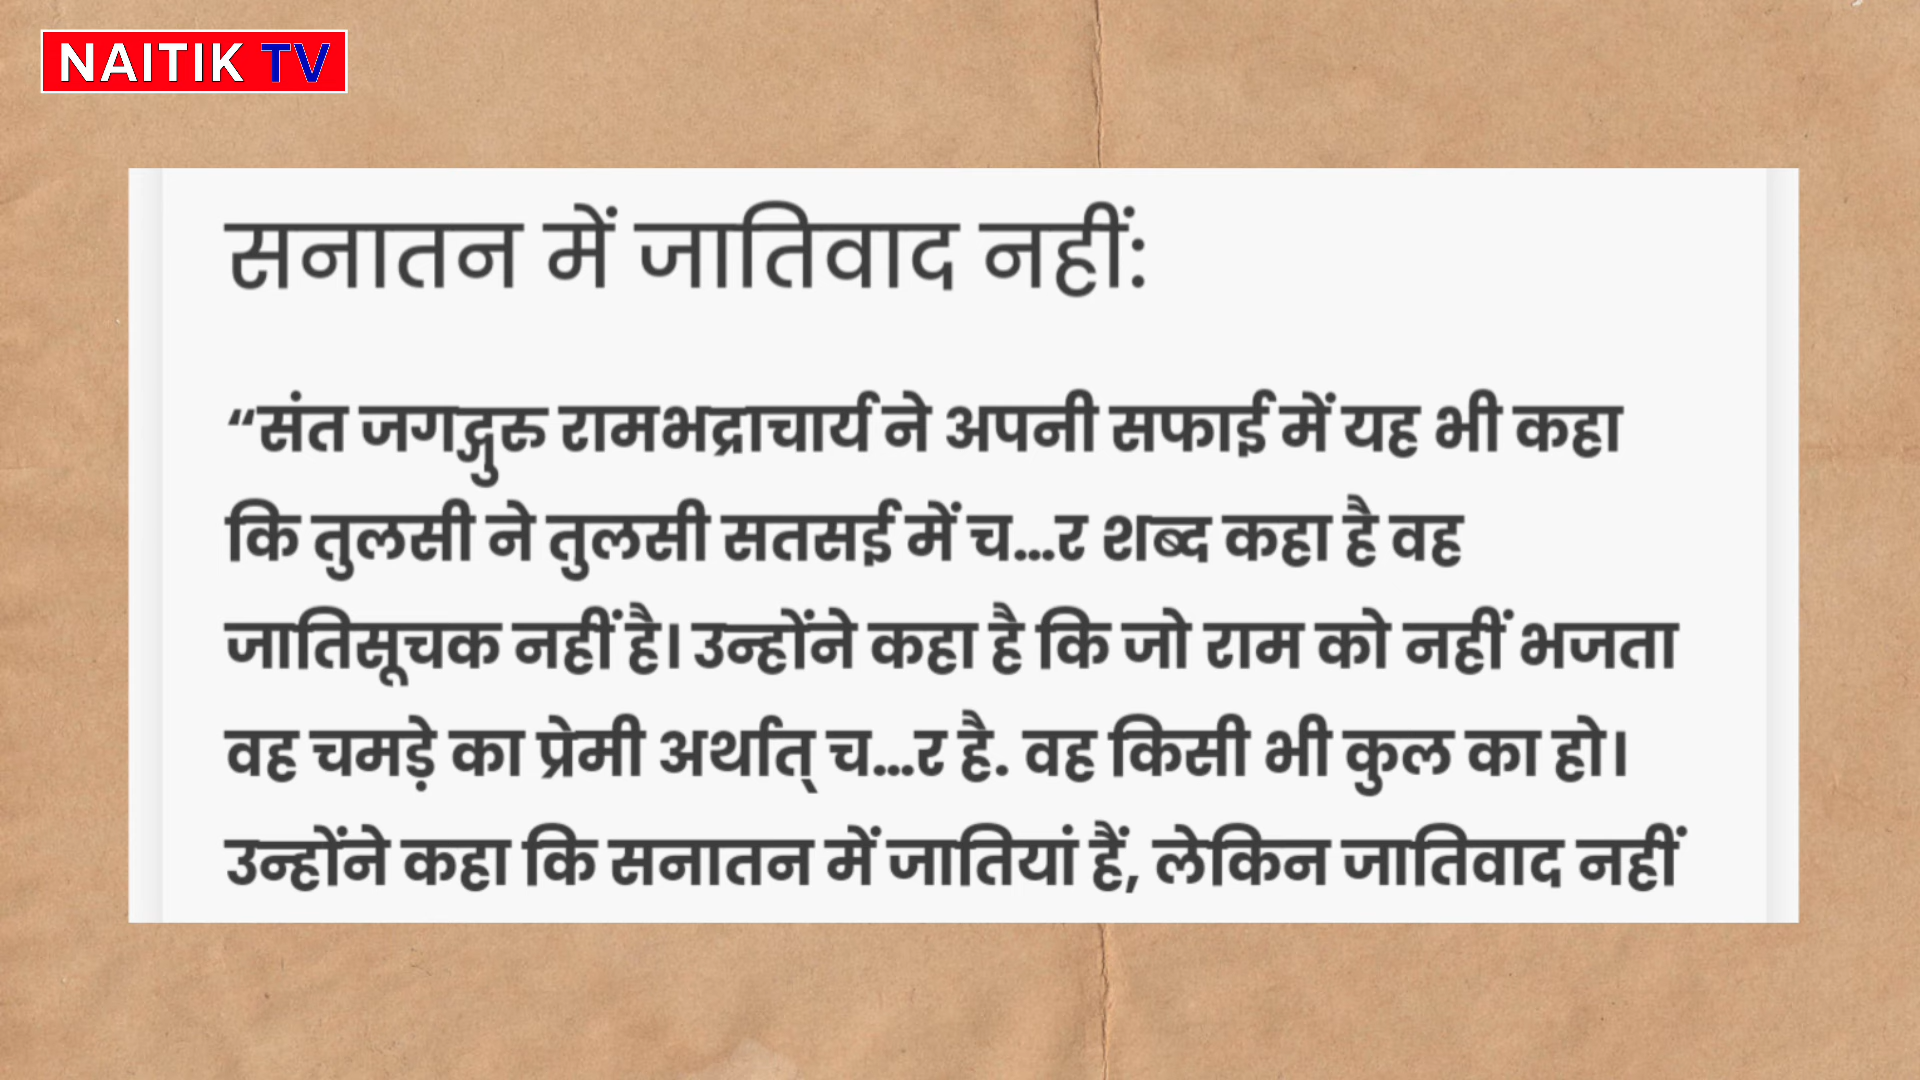 NAITIK TV
सनातन में जातिवाद नहीं:
“संत जगद्गुरु रामभद्राचार्य ने अपनी सफाई में यह भी कहा
कि तुलसी ने तुलसी सतसई में च...र शब्द कहा है वह
जातिसूचक नहीं है। उन्होंने कहा है कि जो राम को नहीं भजता
वह चमड़े का प्रेमी अर्थात् च...र है. वह किसी भी कुल का हो।
उन्होंने कहा कि सनातन में जातियां हैं, लेकिन जातिवाद नहीं